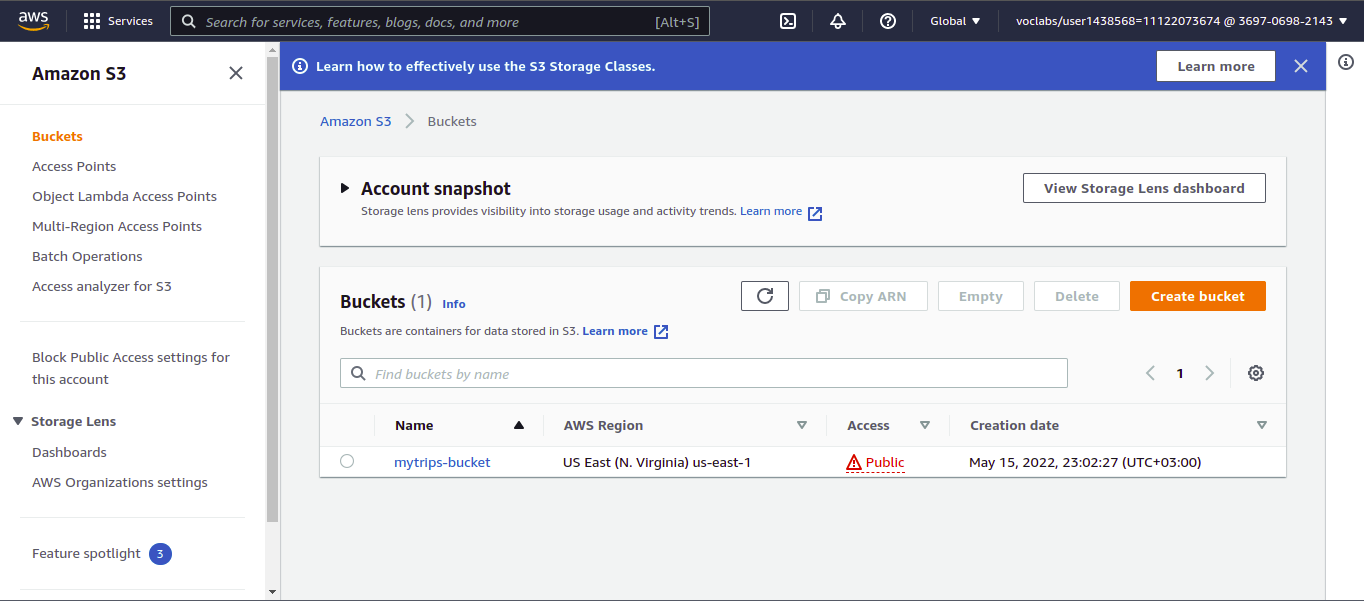 aws
Services
Search for services, features, blogs, docs, and more [Alt+S]
Global
voclabs/user1438568=11122073674 @ 3697-0698-2143
Amazon S3
Buckets
Access Points
Object Lambda Access Points
Multi-Region Access Points
Batch Operations
Access analyzer for S3
Block Public Access settings for
this account
Storage Lens
Dashboards
AWS Organizations settings
Feature spotlight 3
Learn how to effectively use the S3 Storage Classes.
Learn more
Amazon S3 Buckets
Account snapshot
Storage lens provides visibility into storage usage and activity trends. Learn more
View Storage Lens dashboard
Buckets (1) Info
Copy ARN
Empty
Delete
Create bucket
Buckets are containers for data stored in S3. Learn more
Find buckets by name
1
Name AWS Region Access Creation date
mytrips-bucket US East (N. Virginia) us-east-1 Public May 15, 2022, 23:02:27 (UTC+03:00)